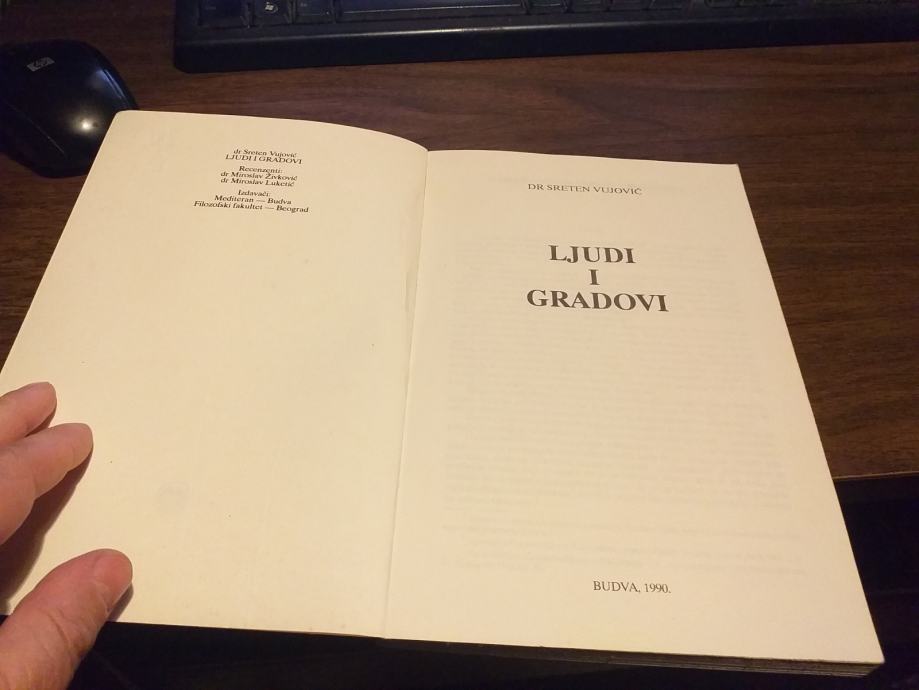 dr Sreten Vujović
LJUDI I GRADOVI
Recenzenti:
dr Miroslav Živković
dr Miroslav Luketić
Izdavači:
Mediteran — Budva
Filozofski fakultet — Beograd
DR SRETEN VUJOVIĆ
LJUDI
I
GRADOVI
BUDVA, 1990.
hp